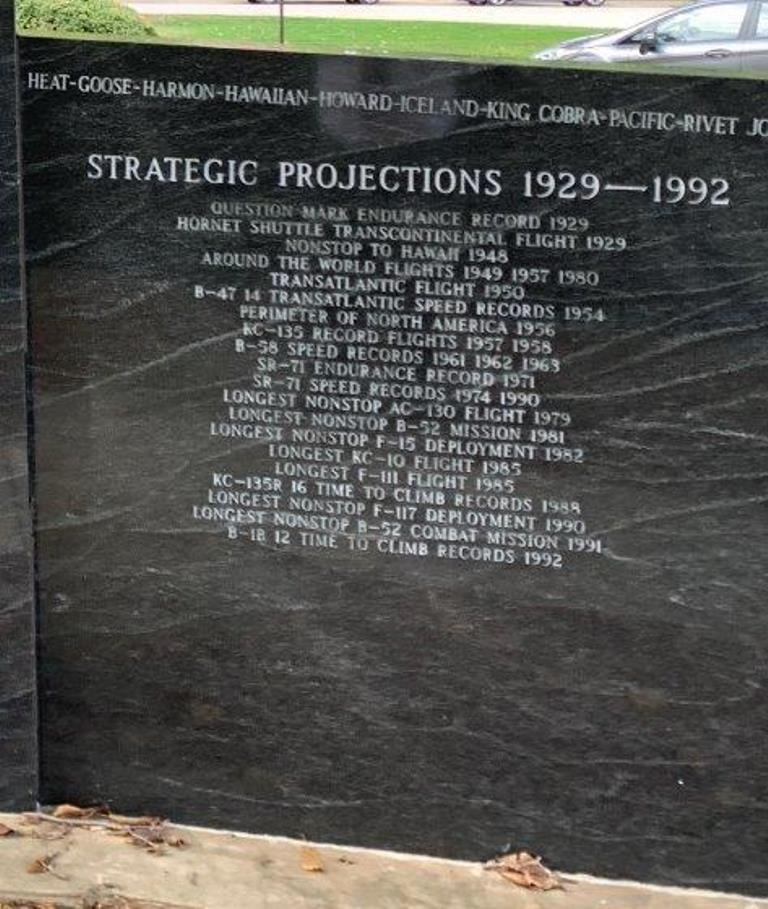 HEAT-GOOSE-HARMON-HAWAIIAN-HOWARD-ICELAND-KING COBRA-PACIFIC-RIVET JO
STRATEGIC PROJECTIONS 1929—1992
QUESTION MARK ENDURANCE RECORD 1929
HORNET SHUTTLE TRANSCONTINENTAL FLIGHT 1929
NONSTOP TO HAWAII 1948
AROUND THE WORLD FLIGHTS 1949 1957 1980
TRANSATLANTIC FLIGHT 1950
B-47 14 TRANSATLANTIC SPEED RECORDS 1954
PERIMETER OF NORTH AMERICA 1956
KC-135 RECORD FLIGHTS 1957 1958
B-58 SPEED RECORDS 1961 1962 1963
SR-71 ENDURANCE RECORD 1971
SR-71 SPEED RECORDS 1974 1990
LONGEST NONSTOP AC-130 FLIGHT 1979
LONGEST NONSTOP B-52 MISSION 1981
LONGEST NONSTOP F-15 DEPLOYMENT 1982
LONGEST KC-10 FLIGHT 1985
LONGEST F-111 FLIGHT 1985
KC-135R 16 TIME TO CLIMB RECORDS 1988
LONGEST NONSTOP F-117 DEPLOYMENT 1990
LONGEST NONSTOP B-52 COMBAT MISSION 1991
B-1B 12 TIME TO CLIMB RECORDS 1992